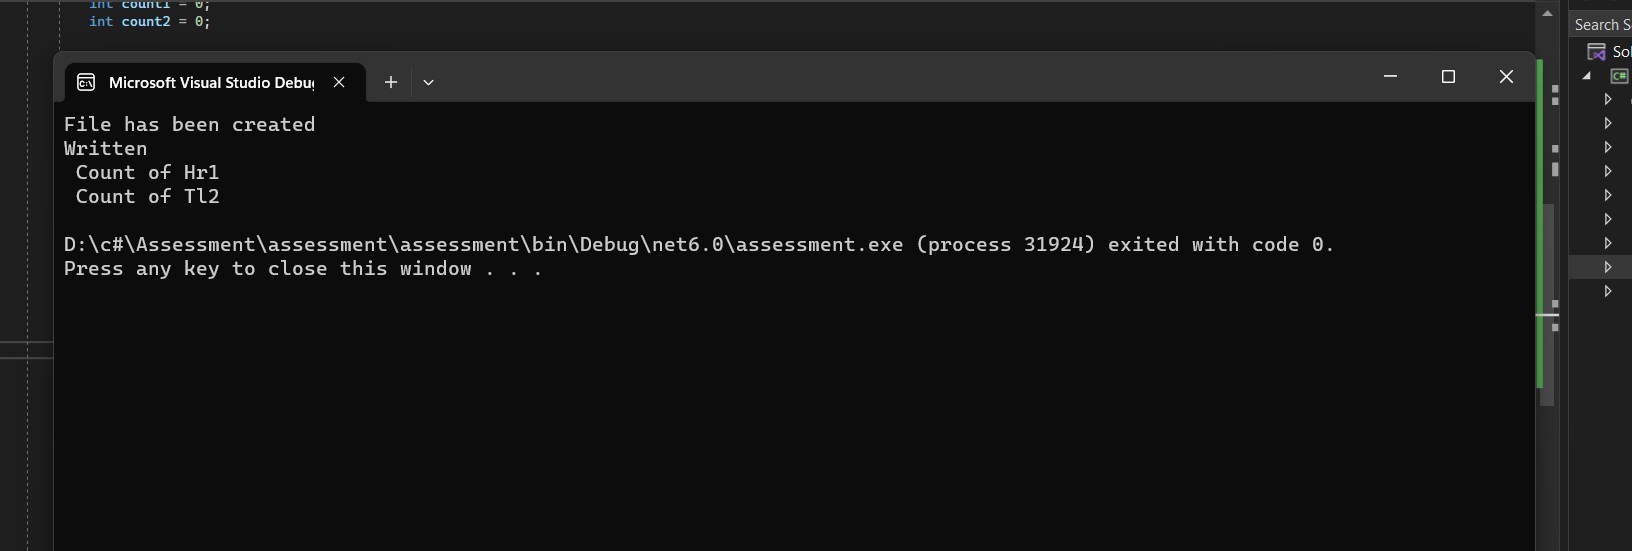 int count1 = 0;
int count2 = 0;
Search S
Sol
C#
Microsoft Visual Studio Debug
File has been created
Written
Count of Hr1
Count of Tl2
D:\c#\Assessment\assessment\assessment\bin\Debug\net6.0\assessment.exe (process 31924) exited with code 0.
Press any key to close this window . . .